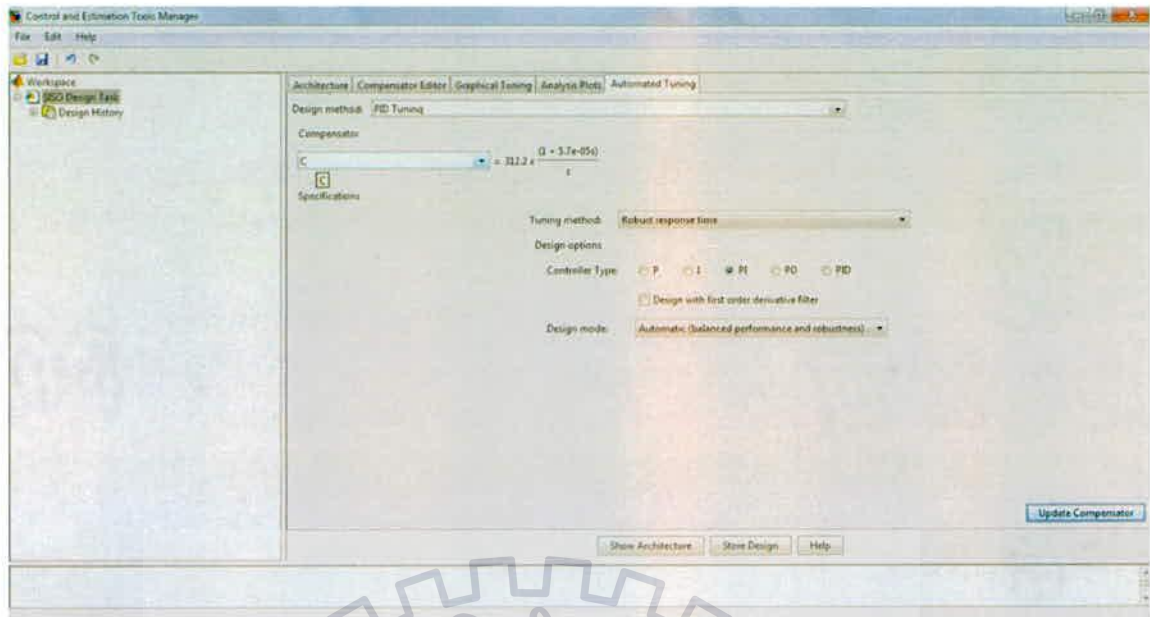 Control and Estimation Tools Manager
File Edit Help
Workspace
SISO Design Task
Design History
Architecture Compensator Editor Graphical Tuning Analysis Plots Automated Tuning
Design method: PID Tuning
Compensator
C = 312.2 x (1 + 5.7e-05s)
s
C
Specifications
Tuning method: Robust response time
Design options
Controller Type: P I PI PD PID
Design with first order derivative filter
Design mode: Automatic (balanced performance and robustness)
Update Compensator
Show Architecture Store Design Help